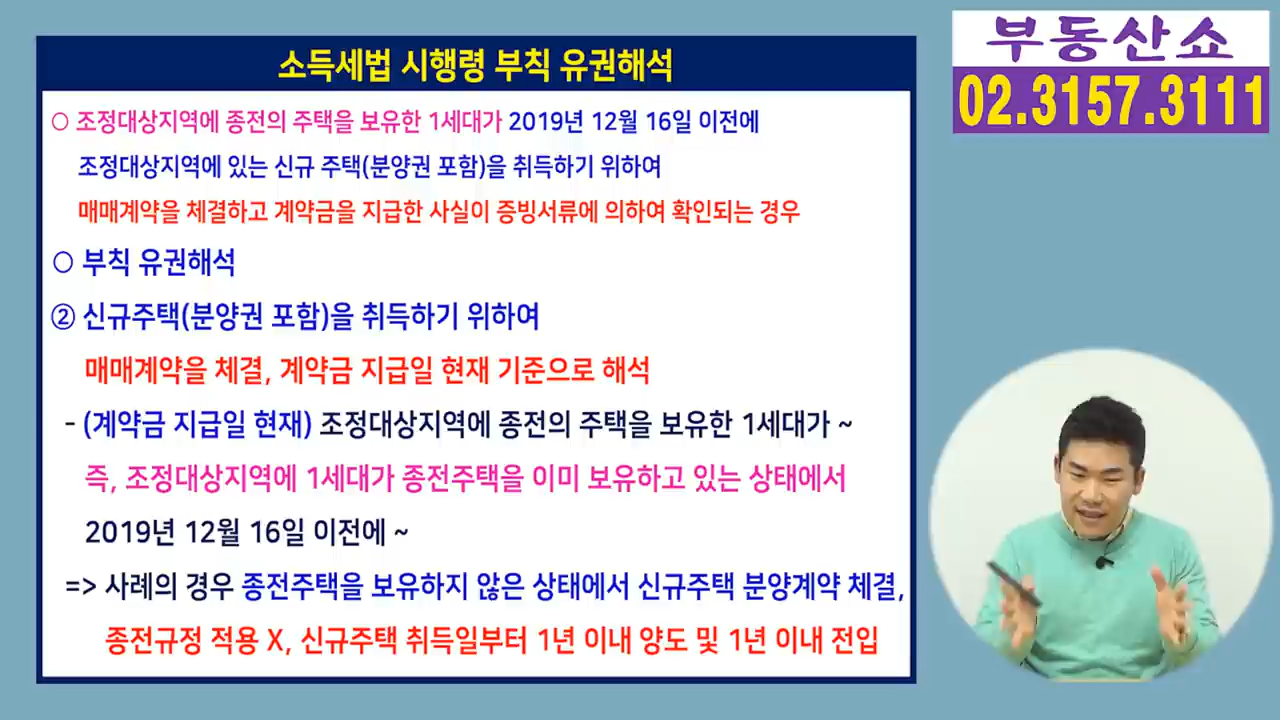 소득세법 시행령 부칙 유권해석
부동산쇼
02.3157.3111
○ 조정대상지역에 종전의 주택을 보유한 1세대가 2019년 12월 16일 이전에
조정대상지역에 있는 신규 주택(분양권 포함)을 취득하기 위하여
매매계약을 체결하고 계약금을 지급한 사실이 증빙서류에 의하여 확인되는 경우
○ 부칙 유권해석
② 신규주택(분양권 포함)을 취득하기 위하여
매매계약을 체결, 계약금 지급일 현재 기준으로 해석
- (계약금 지급일 현재) 조정대상지역에 종전의 주택을 보유한 1세대가 ~
즉, 조정대상지역에 1세대가 종전주택을 이미 보유하고 있는 상태에서
2019년 12월 16일 이전에 ~
=> 사례의 경우 종전주택을 보유하지 않은 상태에서 신규주택 분양계약 체결,
종전규정 적용 X, 신규주택 취득일부터 1년 이내 양도 및 1년 이내 전입